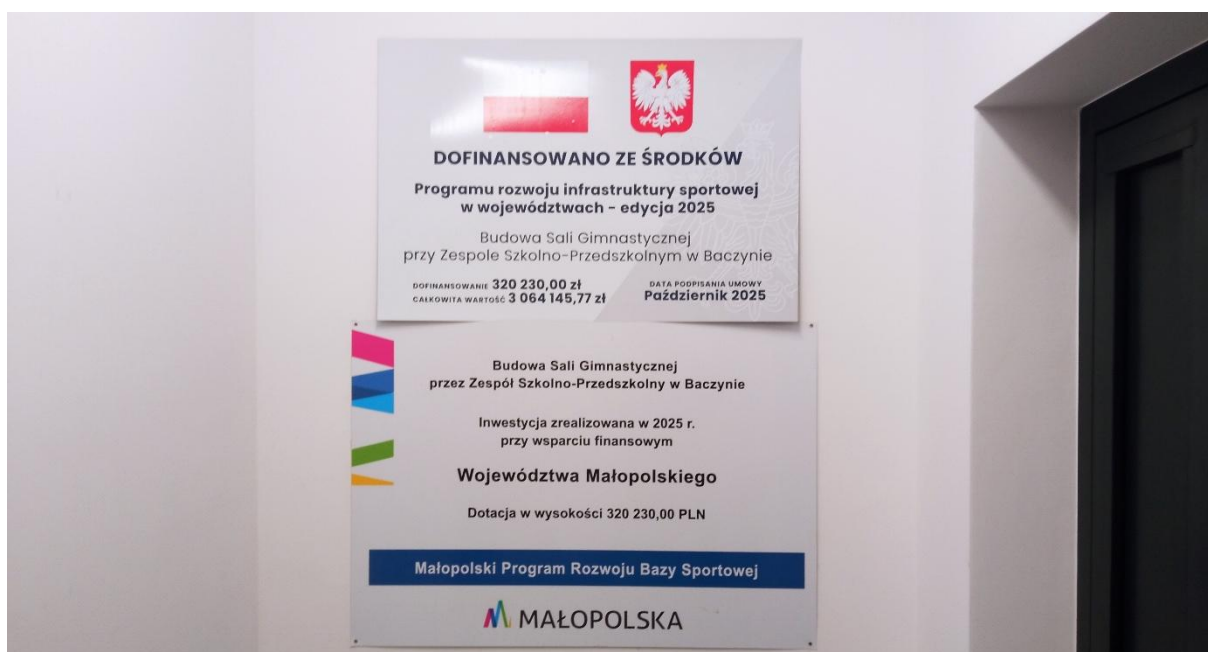 DOFINANSOWANO ZE ŚRODKÓW
Programu rozwoju infrastruktury sportowej
w województwach - edycja 2025
Budowa Sali Gimnastycznej
przy Zespole Szkolno-Przedszkolnym w Baczynie
DOFINANSOWANIE 320 230,00 zł
CAŁKOWITA WARTOŚĆ 3 064 145,77 zł
DATA PODPISANIA UMOWY
Październik 2025
Budowa Sali Gimnastycznej
przez Zespół Szkolno-Przedszkolny w Baczynie
Inwestycja zrealizowana w 2025 r.
przy wsparciu finansowym
Województwa Małopolskiego
Dotacja w wysokości 320 230,00 PLN
Małopolski Program Rozwoju Bazy Sportowej
MAŁOPOLSKA